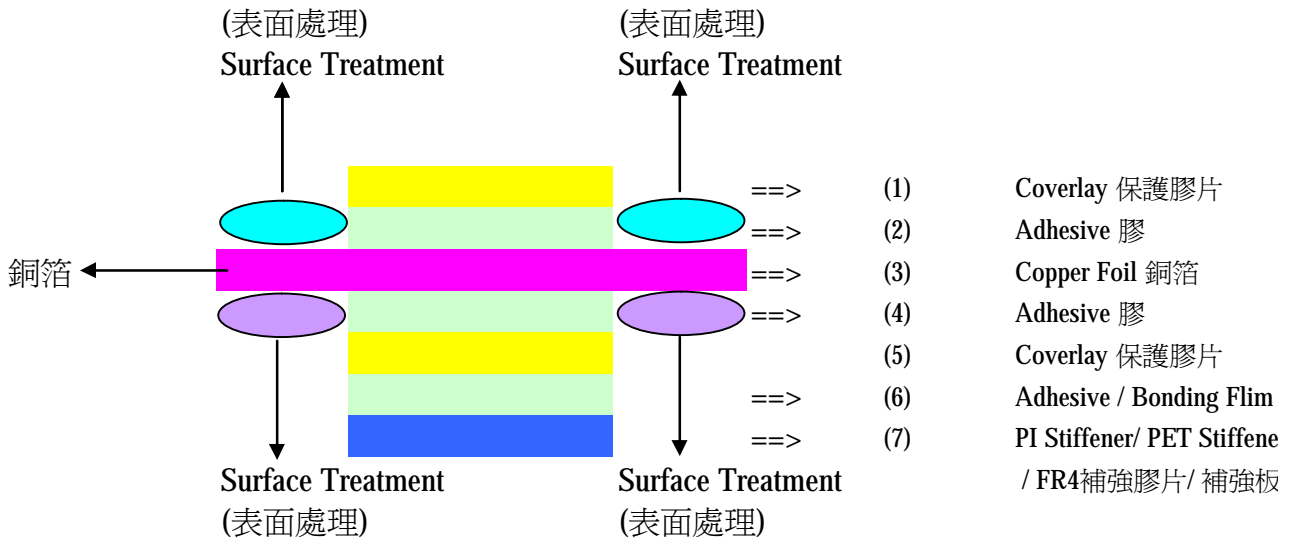 (表面處理) (表面處理)
Surface Treatment Surface Treatment
==> (1) Coverlay 保護膠片
==> (2) Adhesive 膠
銅箔 ==> (3) Copper Foil 銅箔
==> (4) Adhesive 膠
(5) Coverlay 保護膠片
==> (6) Adhesive / Bonding Flim
==> (7) PI Stiffener/ PET Stiffene
Surface Treatment Surface Treatment / FR4補強膠片/ 補強板
(表面處理) (表面處理)